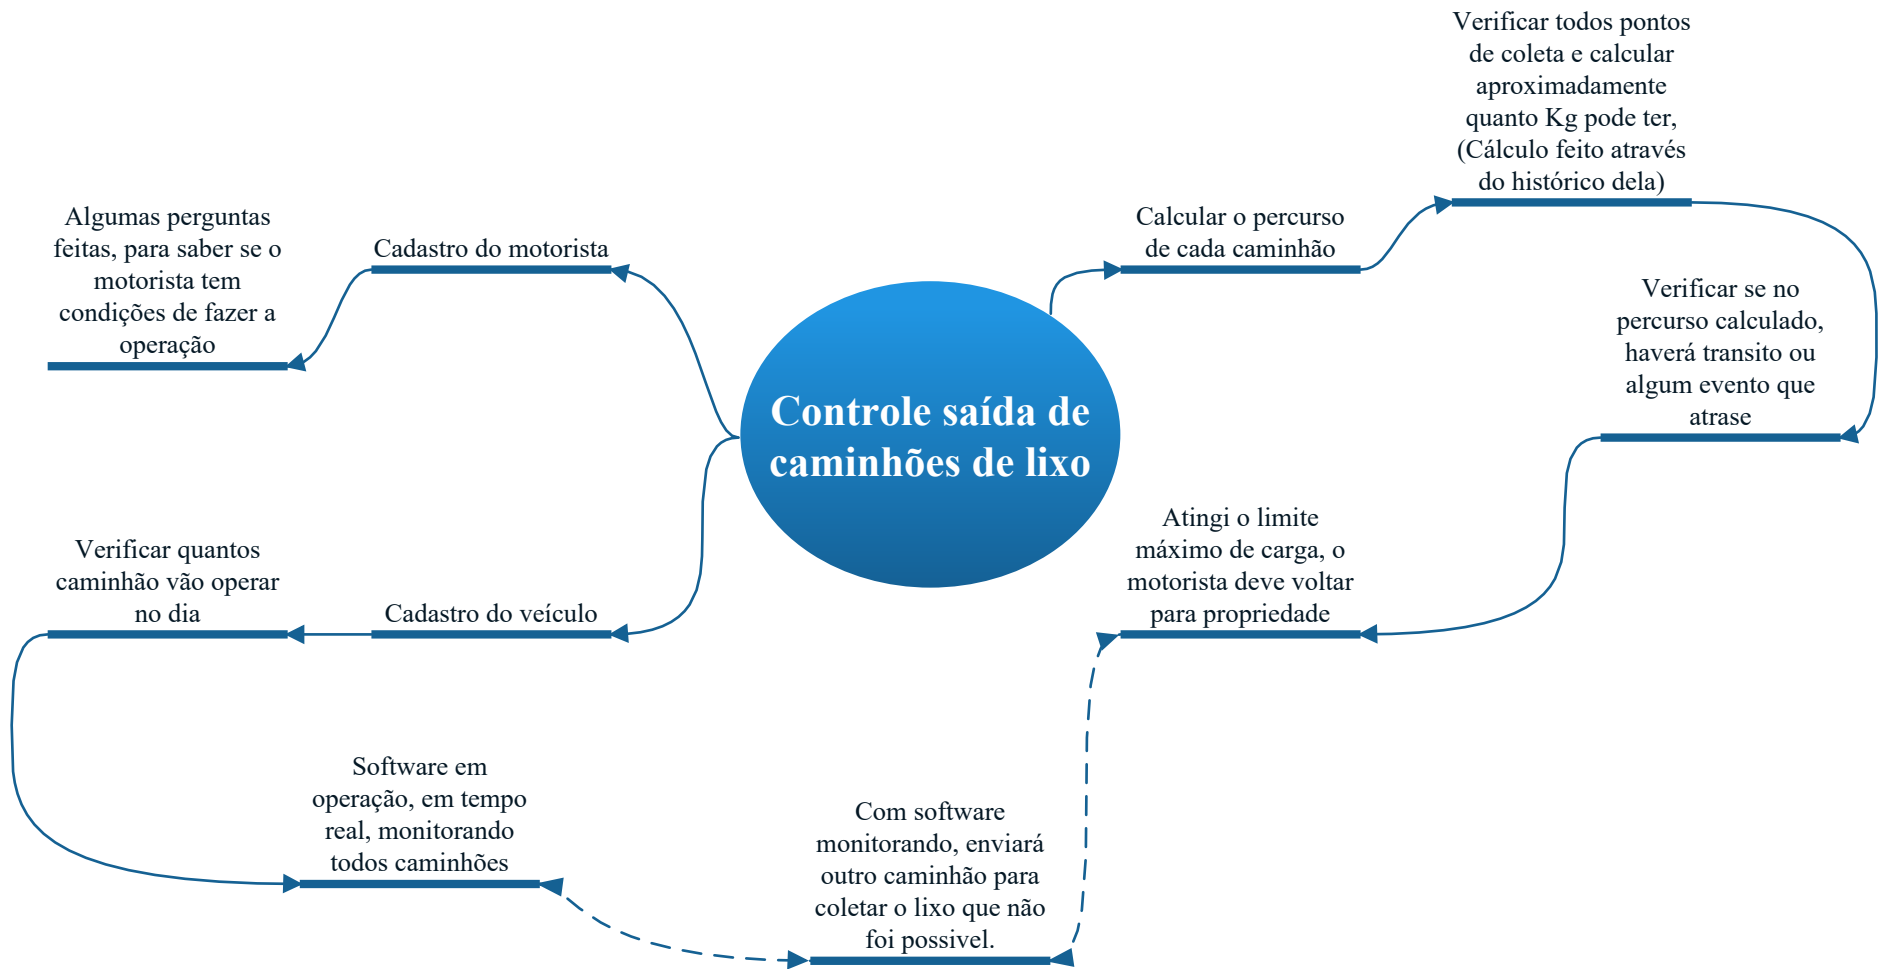 Verificar todos pontos
de coleta e calcular
aproximadamente
quanto Kg pode ter,
(Cálculo feito através
do histórico dela)
Algumas perguntas
feitas, para saber se o
motorista tem
condições de fazer a
operação
Cadastro do motorista
Calcular o percurso
de cada caminhão
Verificar se no
percurso calculado,
haverá transito ou
algum evento que
atrase
Controle saída de
caminhões de lixo
Atingi o limite
máximo de carga, o
motorista deve voltar
para propriedade
Verificar quantos
caminhão vão operar
no dia
Cadastro do veículo
Software em
operação, em tempo
real, monitorando
todos caminhões
Com software
monitorando, enviará
outro caminhão para
coletar o lixo que não
foi possivel.